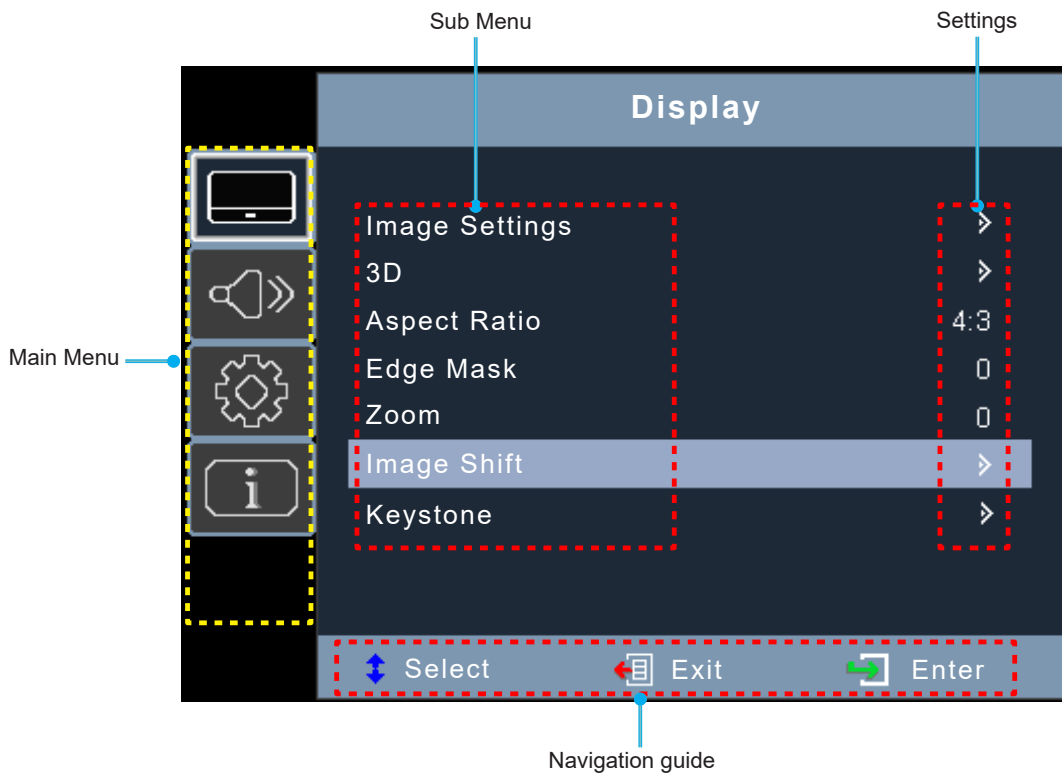 Sub Menu
Settings
Display
Image Settings
3D
Aspect Ratio 4:3
Edge Mask 0
Zoom 0
Image Shift
Keystone
Main Menu
i
Select Exit Enter
Navigation guide